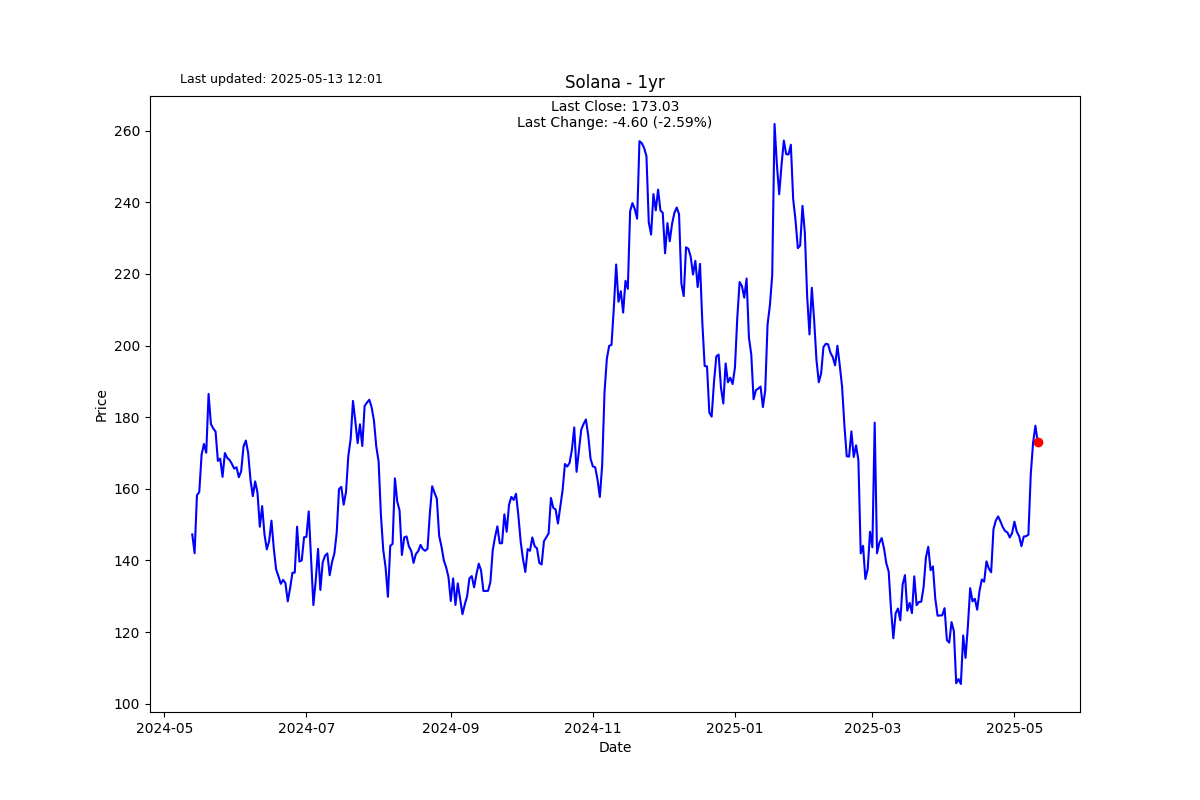 Last updated: 2025-05-13 12:01
Solana - 1yr
Last Close: 173.03
Last Change: -4.60 (-2.59%)
260
240
220
200
180
160
140
120
100
Price
2024-05
2024-07
2024-09
2024-11
2025-01
2025-03
2025-05
Date